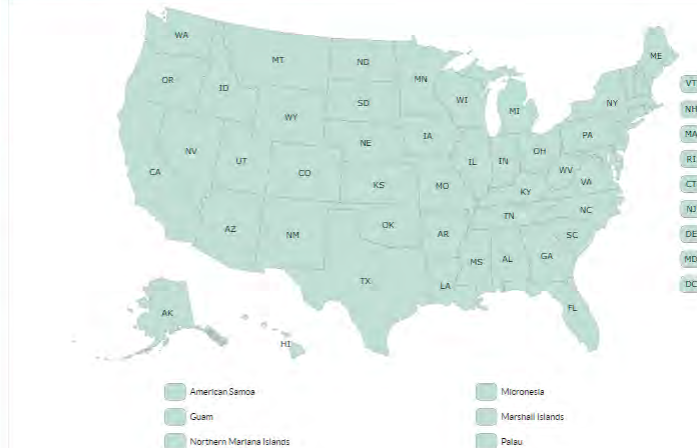 WA
MT
ND
MN
ME
OR
ID
SD
WI
MI
NY
VT
NH
WY
MA
IA
PA
NE
OH
NV
UT
IL
IN
RI
CA
CO
WV
VA
CT
KS
MO
KY
NJ
AZ
NM
OK
AR
TN
NC
SC
DE
MS
AL
GA
MD
TX
LA
DC
FL
AK
HI
American Samoa
Micronesia
Guam
Marshall Islands
Northern Mariana Islands
Palau